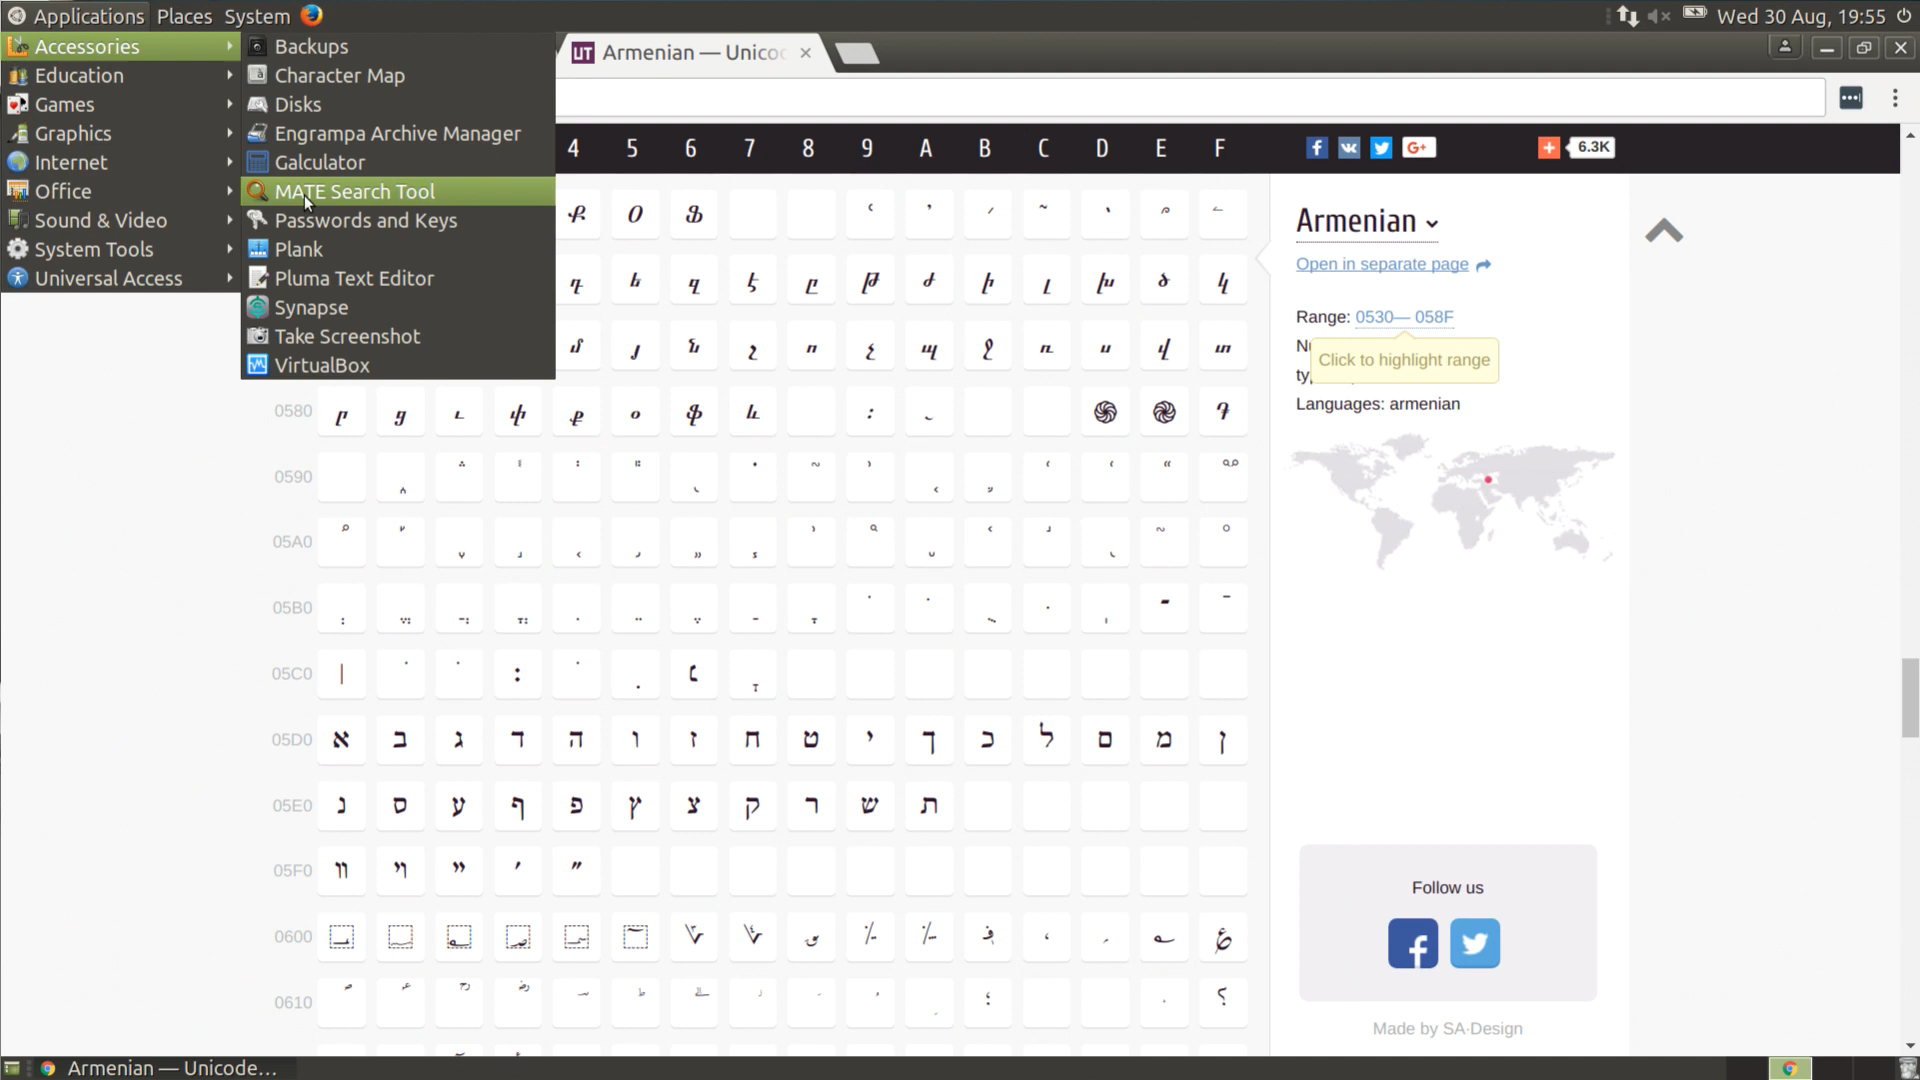 Applications Places System
Wed 30 Aug, 19:55
Accessories
Education
Games
Graphics
Internet
Office
Sound & Video
System Tools
Universal Access
Backups
Character Map
Disks
Engrampa Archive Manager
Galculator
MATE Search Tool
Passwords and Keys
Plank
Pluma Text Editor
Synapse
Take Screenshot
VirtualBox
Armenian — Unicod
4 5 6 7 8 9 A B C D E F
6.3K
Ք Օ Ֆ
դ ե զ է ը թ ժ ի լ խ ծ կ
մ յ ն շ ո չ պ ջ ռ ս վ տ
0580 ր ց ւ փ ք օ ֆ և ։ ֊ ֍ ֎ ֏
0590
05A0
05B0
05C0
05D0 א ב ג ד ה ו ז ח ט י ך כ ל ם מ ן
05E0 נ ס ע ף פ ץ צ ק ר ש ת
05F0 װ ױ ײ ׳ ״
0600
0610
Armenian
Open in separate page
Range: 0530— 058F
Click to highlight range
Languages: armenian
Follow us
Made by SA·Design
Armenian — Unicode…